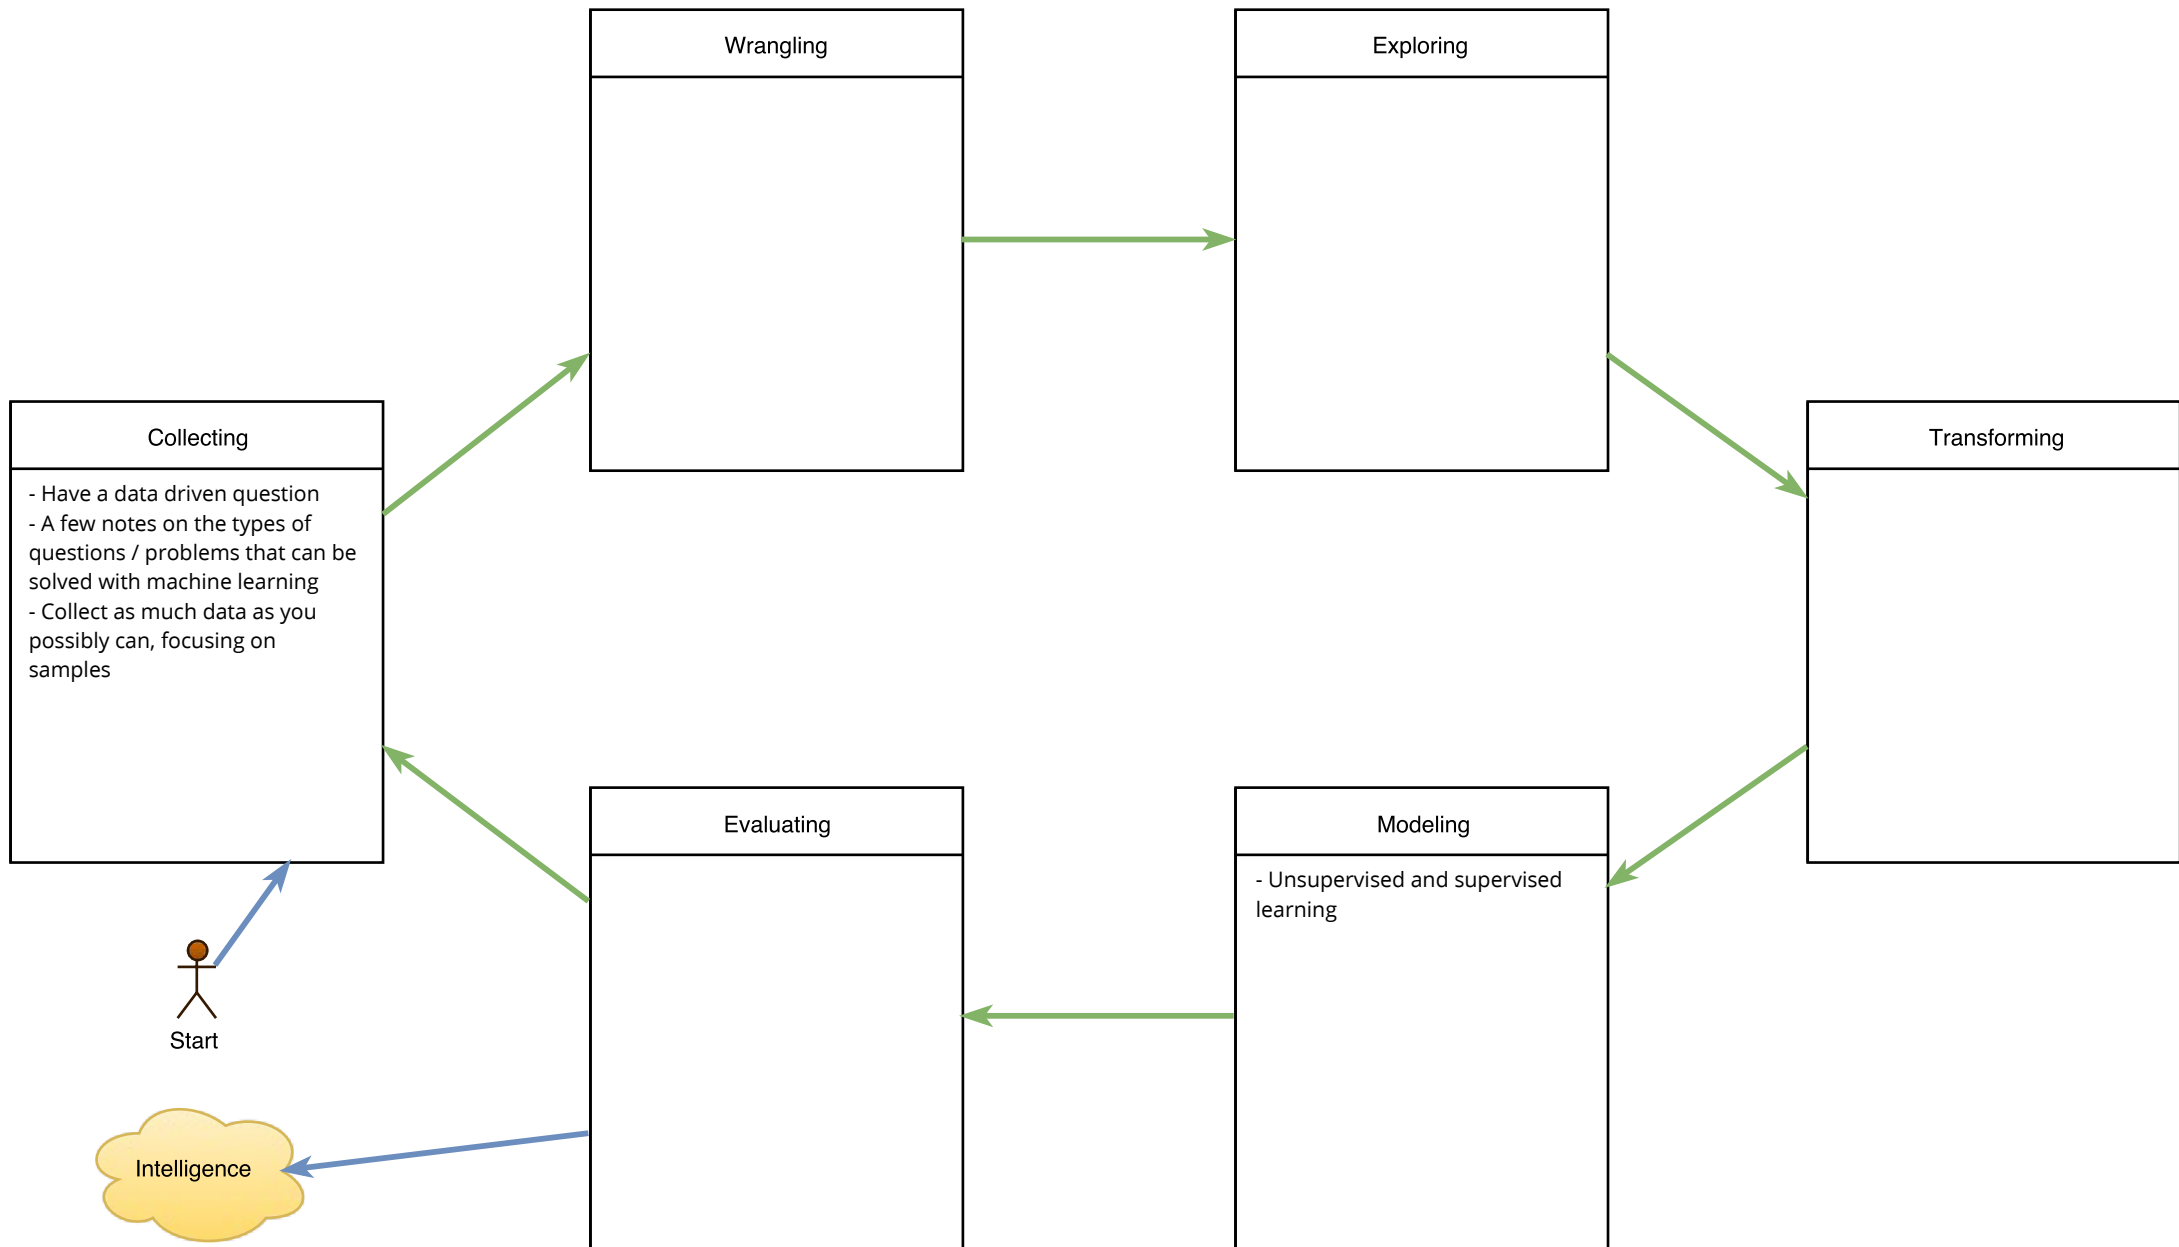 Wrangling
Exploring
Collecting
- Have a data driven question
- A few notes on the types of
questions / problems that can be
solved with machine learning
- Collect as much data as you
possibly can, focusing on
samples
Transforming
Evaluating
Modeling
- Unsupervised and supervised
learning
Start
Intelligence